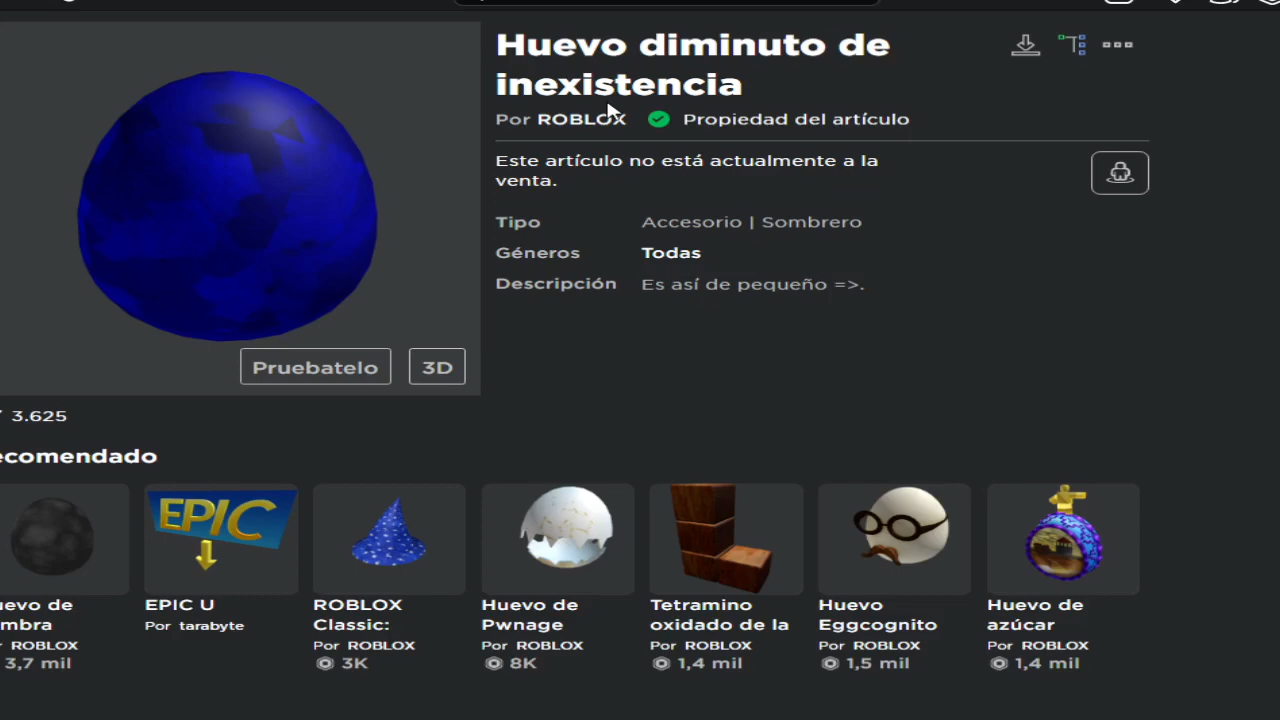 Huevo diminuto de
inexistencia
Por ROBLOX Propiedad del artículo
Este artículo no está actualmente a la
venta.
Tipo Accesorio | Sombrero
Géneros Todas
Descripción Es así de pequeño =>.
Pruebatelo 3D
3.625
ecomendado
EPIC
uevo de
mbra
ROBLOX
3,7 mil
EPIC U
Por tarabyte
ROBLOX
Classic:
Por ROBLOX
3K
Huevo de
Pwnage
Por ROBLOX
8K
Tetramino
oxidado de la
Por ROBLOX
1,4 mil
Huevo
Eggcognito
Por ROBLOX
1,5 mil
Huevo de
azúcar
Por ROBLOX
1,4 mil